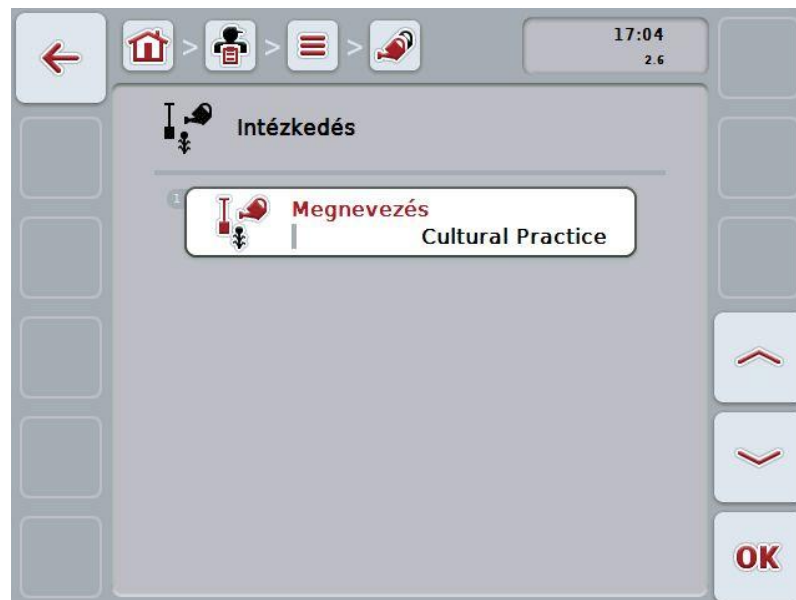 > > >
17:04
2.6
Intézkedés
1
Megnevezés
Cultural Practice
OK